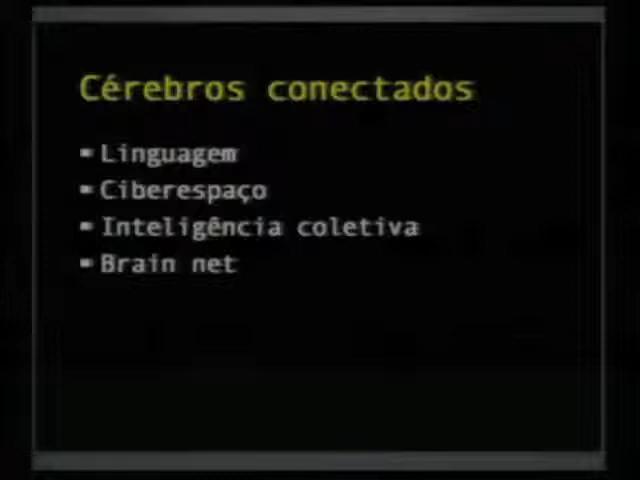 Cérebros conectados
Linguagem
Ciberespaço
Inteligência coletiva
Brain net